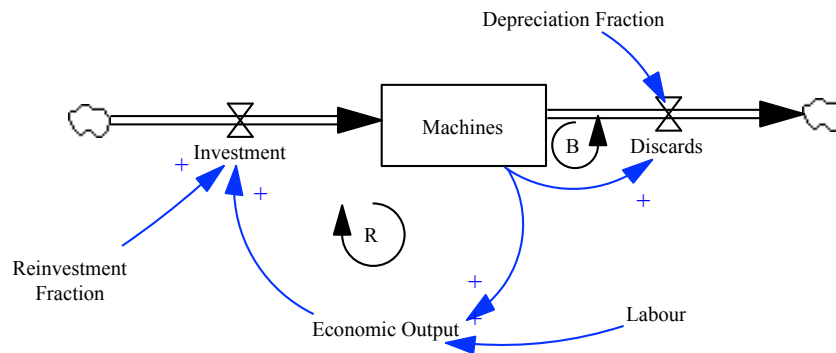 Depreciation Fraction
Machines
Investment
B
Discards
+
+
+
R
Reinvestment
Fraction
+
+
Labour
Economic Output